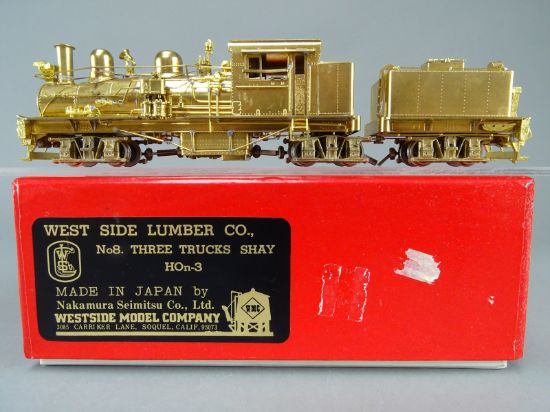 WEST SIDE LUMBER CO.,
No8. THREE TRUCKS SHAY
HOn-3
MADE IN JAPAN by
Nakamura Seimitsu Co., Ltd.
WESTSIDE MODEL COMPANY
3085 CARRIKER LANE, SOQUEL, CALIF. 95073
WMC